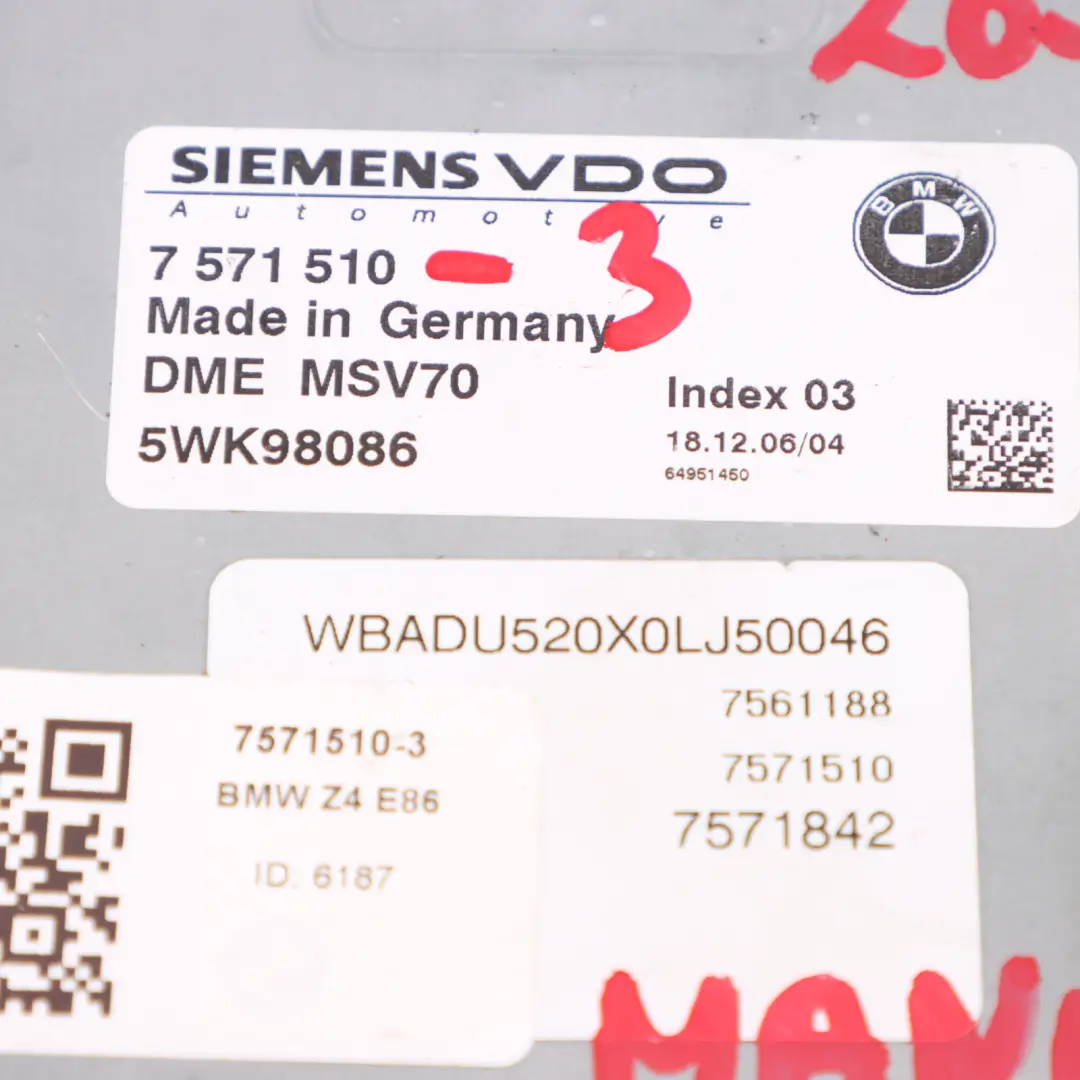 SIEMENS VDO
BMW
7 571 510 - 3
Made in Germany
DME MSV70
Index 03
5WK98086
18.12.06/04
64951450
WBADU520X0LJ50046
7561188
7571510
7571842
7571510-3
BMW Z4 E86
ID: 6187